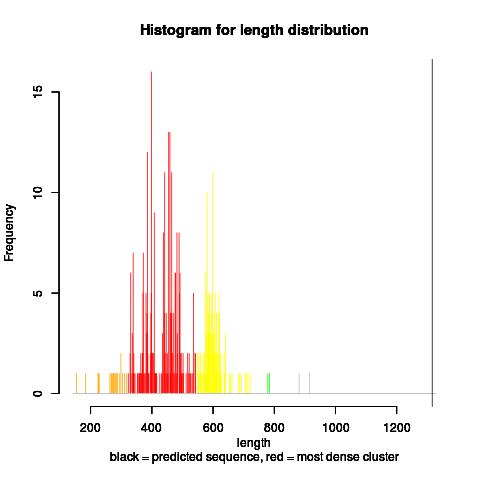 Histogram for length distribution
15
10
5
0
Frequency
200 400 600 800 1000 1200
length
black = predicted sequence, red = most dense cluster